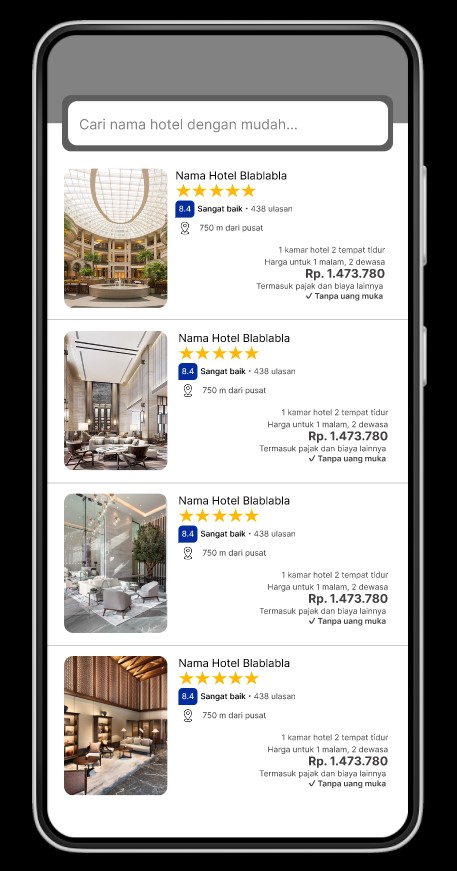 Cari nama hotel dengan mudah...
Nama Hotel Blablabla
8.4 Sangat baik • 438 ulasan
750 m dari pusat
1 kamar hotel 2 tempat tidur
Harga untuk 1 malam, 2 dewasa
Rp. 1.473.780
Termasuk pajak dan biaya lainnya
✓ Tanpa uang muka
Nama Hotel Blablabla
8.4 Sangat baik • 438 ulasan
750 m dari pusat
1 kamar hotel 2 tempat tidur
Harga untuk 1 malam, 2 dewasa
Rp. 1.473.780
Termasuk pajak dan biaya lainnya
✓ Tanpa uang muka
Nama Hotel Blablabla
8.4 Sangat baik • 438 ulasan
750 m dari pusat
1 kamar hotel 2 tempat tidur
Harga untuk 1 malam, 2 dewasa
Rp. 1.473.780
Termasuk pajak dan biaya lainnya
✓ Tanpa uang muka
Nama Hotel Blablabla
8.4 Sangat baik • 438 ulasan
750 m dari pusat
1 kamar hotel 2 tempat tidur
Harga untuk 1 malam, 2 dewasa
Rp. 1.473.780
Termasuk pajak dan biaya lainnya
✓ Tanpa uang muka